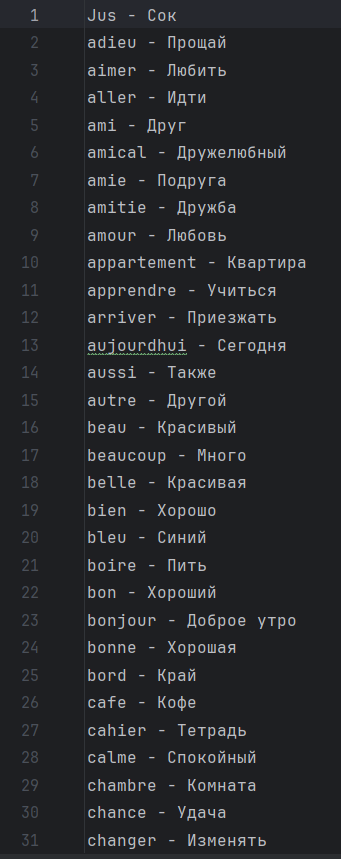 1 Jus - Сок
2 adieu - Прощай
3 aimer - Любить
4 aller - Идти
5 ami - Друг
6 amical - Дружелюбный
7 amie - Подруга
8 amitie - Дружба
9 amour - Любовь
10 appartement - Квартира
11 apprendre - Учиться
12 arriver - Приезжать
13 aujourdhui - Сегодня
14 aussi - Также
15 autre - Другой
16 beau - Красивый
17 beaucoup - Много
18 belle - Красивая
19 bien - Хорошо
20 bleu - Синий
21 boire - Пить
22 bon - Хороший
23 bonjour - Доброе утро
24 bonne - Хорошая
25 bord - Край
26 cafe - Кофе
27 cahier - Тетрадь
28 calme - Спокойный
29 chambre - Комната
30 chance - Удача
31 changer - Изменять